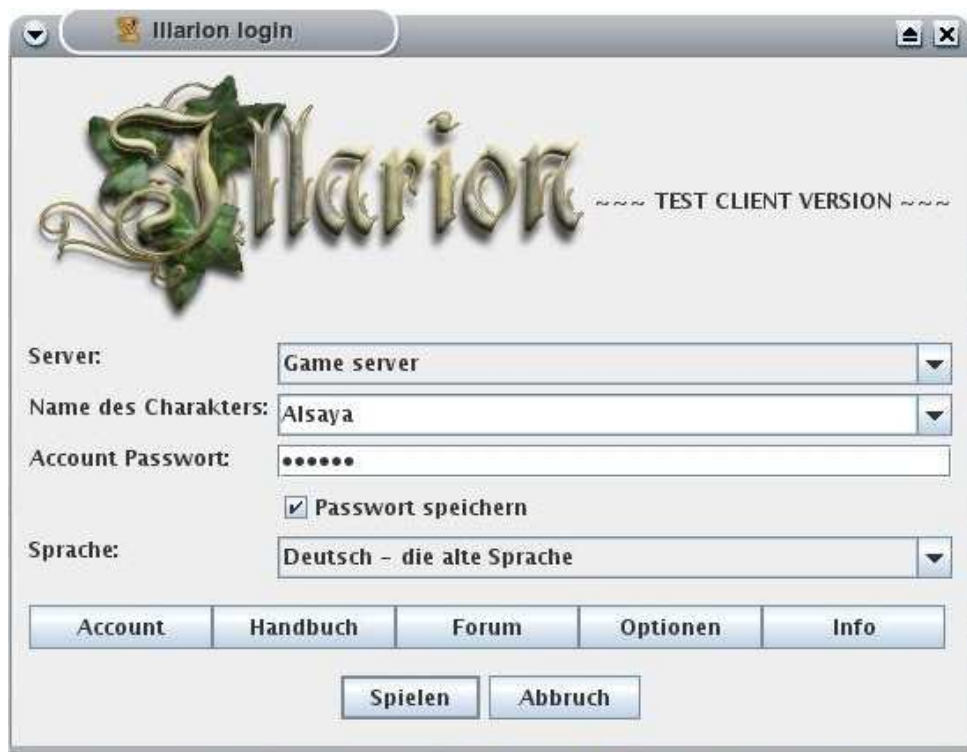 Illarion login
Illarion
~~~ TEST CLIENT VERSION ~~~
Server:
Game server
Name des Charakters:
Alsaya
Account Passwort:
••••••
Passwort speichern
Sprache:
Deutsch - die alte Sprache
Account
Handbuch
Forum
Optionen
Info
Spielen
Abbruch